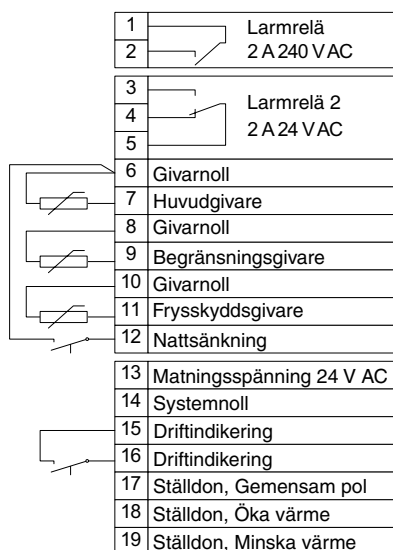 1 Larmrelä
2 2 A 240 V AC
3
4 Larmrelä 2
5 2 A 24 V AC
6 Givarnoll
7 Huvudgivare
8 Givarnoll
9 Begränsningsgivare
10 Givarnoll
11 Frysskyddsgivare
12 Nattsänkning
13 Matningsspänning 24 V AC
14 Systemnoll
15 Driftindikering
16 Driftindikering
17 Ställdon, Gemensam pol
18 Ställdon, Öka värme
19 Ställdon, Minska värme